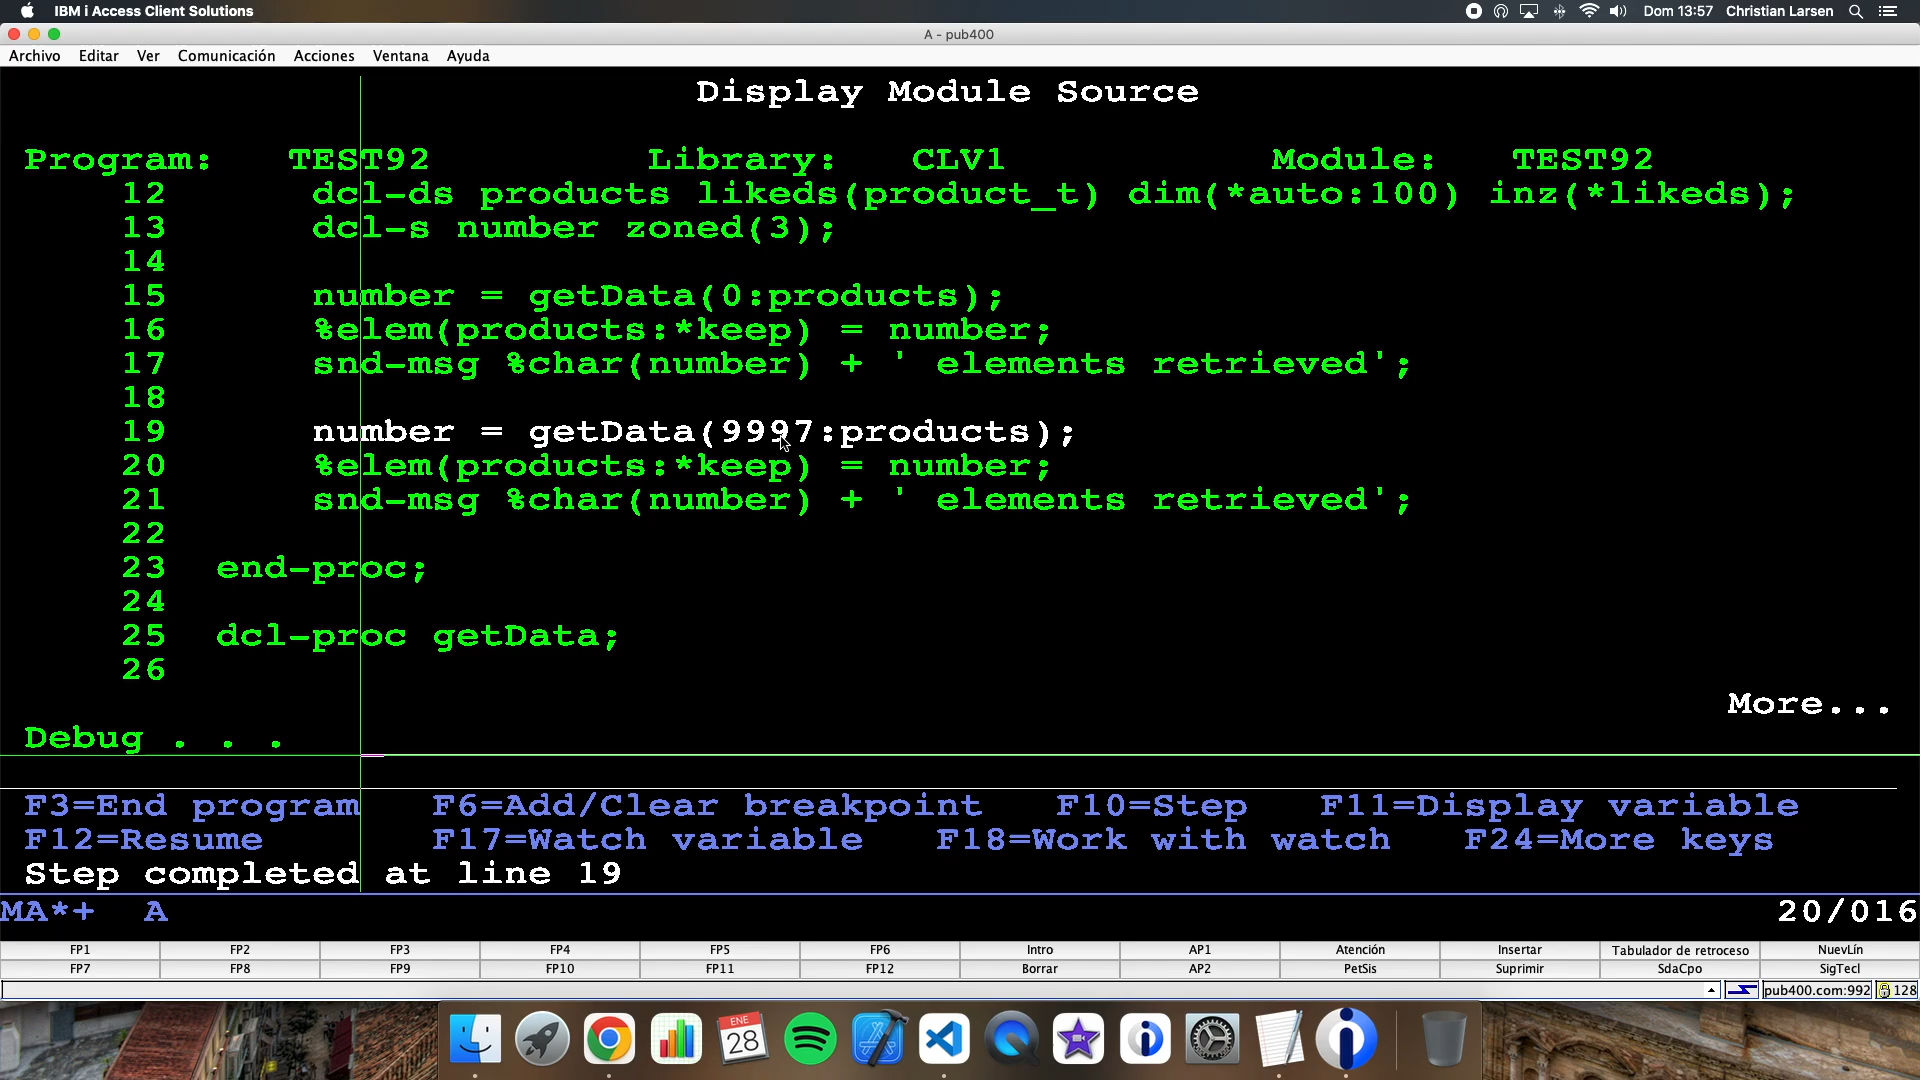 IBM i Access Client Solutions Dom 13:57 Christian Larsen
A - pub400
Archivo Editar Ver Comunicación Acciones Ventana Ayuda
Display Module Source
Program: TEST92 Library: CLV1 Module: TEST92
12 dcl-ds products likeds(product_t) dim(*auto:100) inz(*likeds);
13 dcl-s number zoned(3);
14
15 number = getData(0:products);
16 %elem(products:*keep) = number;
17 snd-msg %char(number) + ' elements retrieved';
18
19 number = getData(9997:products);
20 %elem(products:*keep) = number;
21 snd-msg %char(number) + ' elements retrieved';
22
23 end-proc;
24
25 dcl-proc getData;
26
More...
Debug . . .
F3=End program F6=Add/Clear breakpoint F10=Step F11=Display variable
F12=Resume F17=Watch variable F18=Work with watch F24=More keys
Step completed at line 19
MA*+ A 20/016
FP1 FP2 FP3 FP4 FP5 FP6 Intro AP1 Atención Insertar Tabulador de retroceso NuevLín
FP7 FP8 FP9 FP10 FP11 FP12 Borrar AP2 PetSis Suprimir SdaCpo SigTecl
pub400.com:992 128
ENE
28